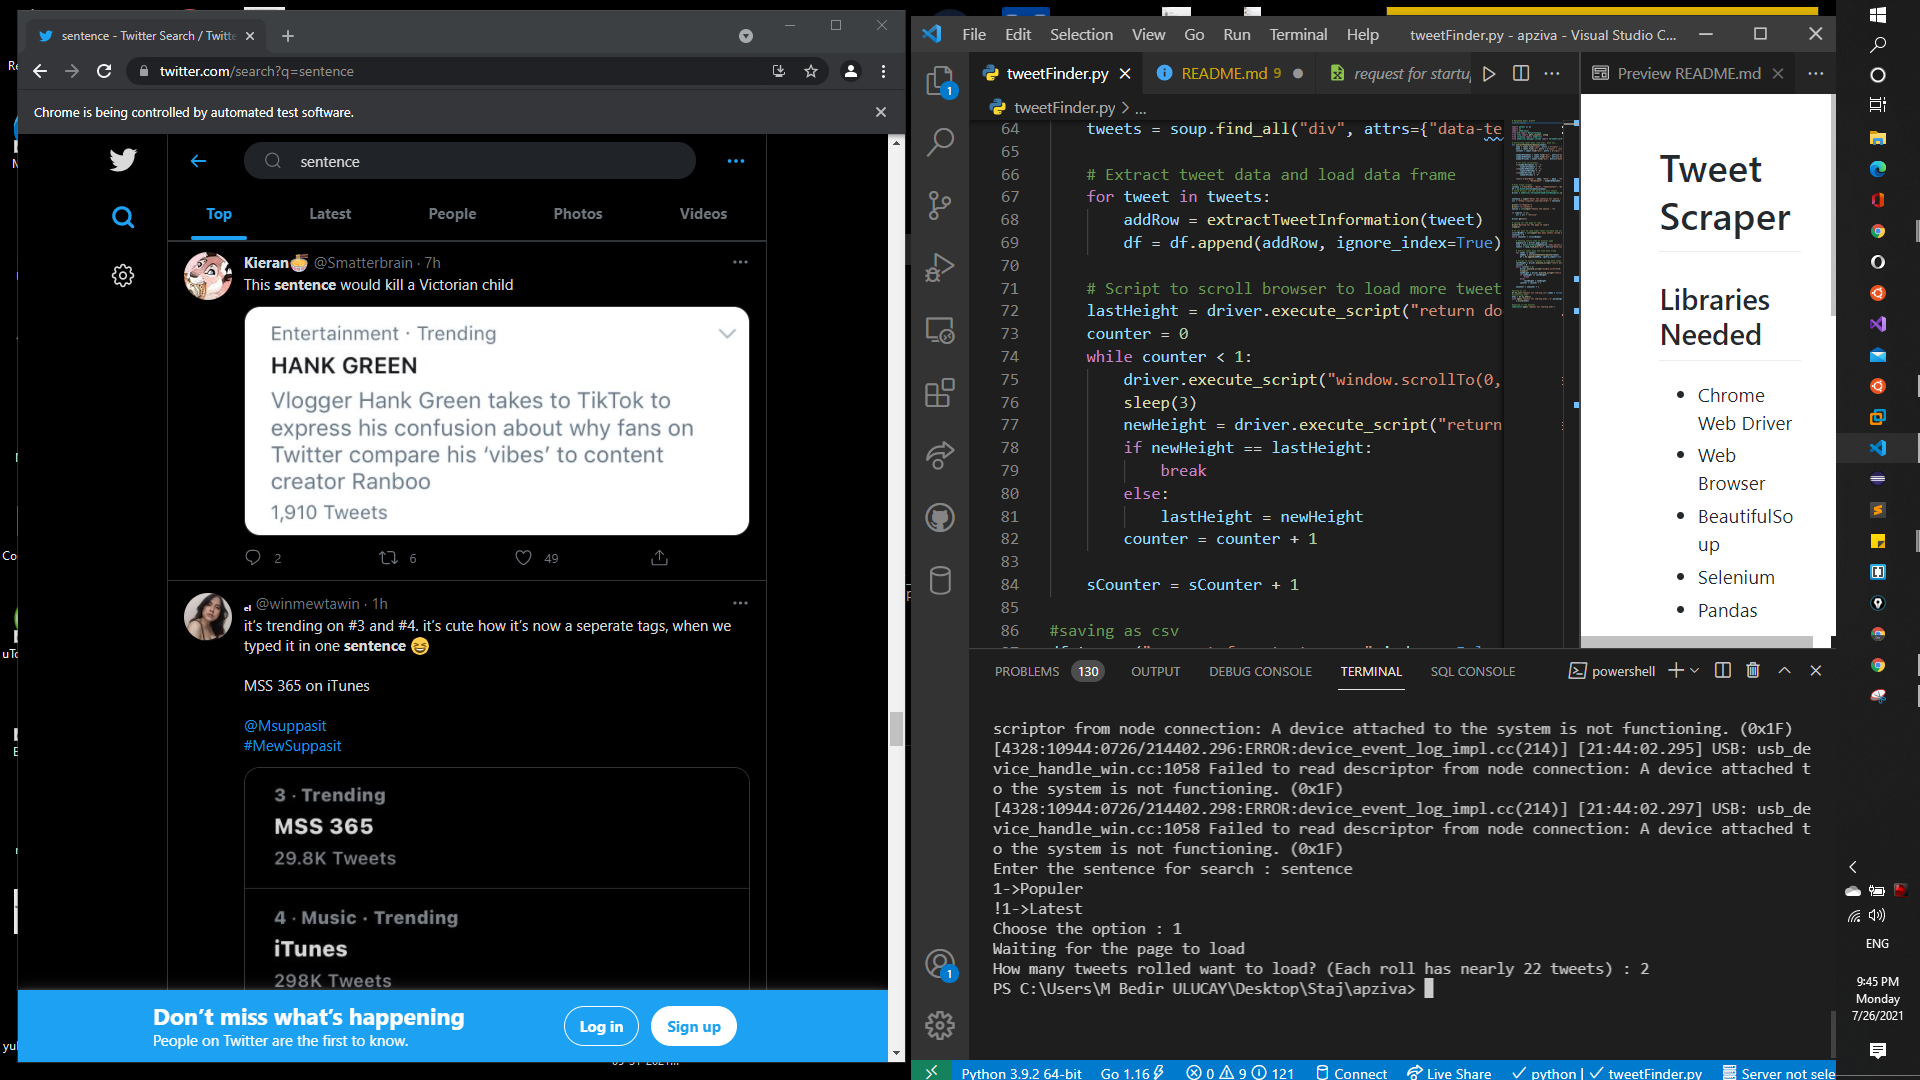 sentence - Twitter Search / Twitte
twitter.com/search?q=sentence
Chrome is being controlled by automated test software.
sentence
Top
Latest
People
Photos
Videos
Kieran🍜 @Smatterbrain · 7h
This sentence would kill a Victorian child
Entertainment · Trending
HANK GREEN
Vlogger Hank Green takes to TikTok to
express his confusion about why fans on
Twitter compare his ‘vibes’ to content
creator Ranboo
1,910 Tweets
2
6
49
el @winmewtawin · 1h
it’s trending on #3 and #4. it’s cute how it’s now a seperate tags, when we
typed it in one sentence 😆
MSS 365 on iTunes
@Msuppasit
#MewSuppasit
3 · Trending
MSS 365
29.8K Tweets
4 · Music · Trending
iTunes
298K Tweets
Don’t miss what’s happening
People on Twitter are the first to know.
Log in
Sign up
File Edit Selection View Go Run Terminal Help
tweetFinder.py - apziva - Visual Studio C...
tweetFinder.py
README.md 9
request for startu
Preview README.md
tweetFinder.py > ...
64 tweets = soup.find_all("div", attrs={"data-te
65
66 # Extract tweet data and load data frame
67 for tweet in tweets:
68 addRow = extractTweetInformation(tweet)
69 df = df.append(addRow, ignore_index=True)
70
71 # Script to scroll browser to load more tweet
72 lastHeight = driver.execute_script("return do
73 counter = 0
74 while counter < 1:
75 driver.execute_script("window.scrollTo(0,
76 sleep(3)
77 newHeight = driver.execute_script("return
78 if newHeight == lastHeight:
79 break
80 else:
81 lastHeight = newHeight
82 counter = counter + 1
83
84 sCounter = sCounter + 1
85
86 #saving as csv
Tweet
Scraper
Libraries
Needed
• Chrome
Web Driver
• Web
Browser
• BeautifulSo
up
• Selenium
• Pandas
PROBLEMS 130 OUTPUT DEBUG CONSOLE TERMINAL SQL CONSOLE
powershell
scriptor from node connection: A device attached to the system is not functioning. (0x1F)
[4328:10944:0726/214402.296:ERROR:device_event_log_impl.cc(214)] [21:44:02.295] USB: usb_de
vice_handle_win.cc:1058 Failed to read descriptor from node connection: A device attached t
o the system is not functioning. (0x1F)
[4328:10944:0726/214402.298:ERROR:device_event_log_impl.cc(214)] [21:44:02.297] USB: usb_de
vice_handle_win.cc:1058 Failed to read descriptor from node connection: A device attached t
o the system is not functioning. (0x1F)
Enter the sentence for search : sentence
1->Populer
!1->Latest
Choose the option : 1
Waiting for the page to load
How many tweets rolled want to load? (Each roll has nearly 22 tweets) : 2
PS C:\Users\M Bedir ULUCAY\Desktop\Staj\apziva>
Python 3.9.2 64-bit Go 1.16 0 9 121 Connect Live Share python | tweetFinder.py Server not sele
1
1
ENG
9:45 PM
Monday
7/26/2021